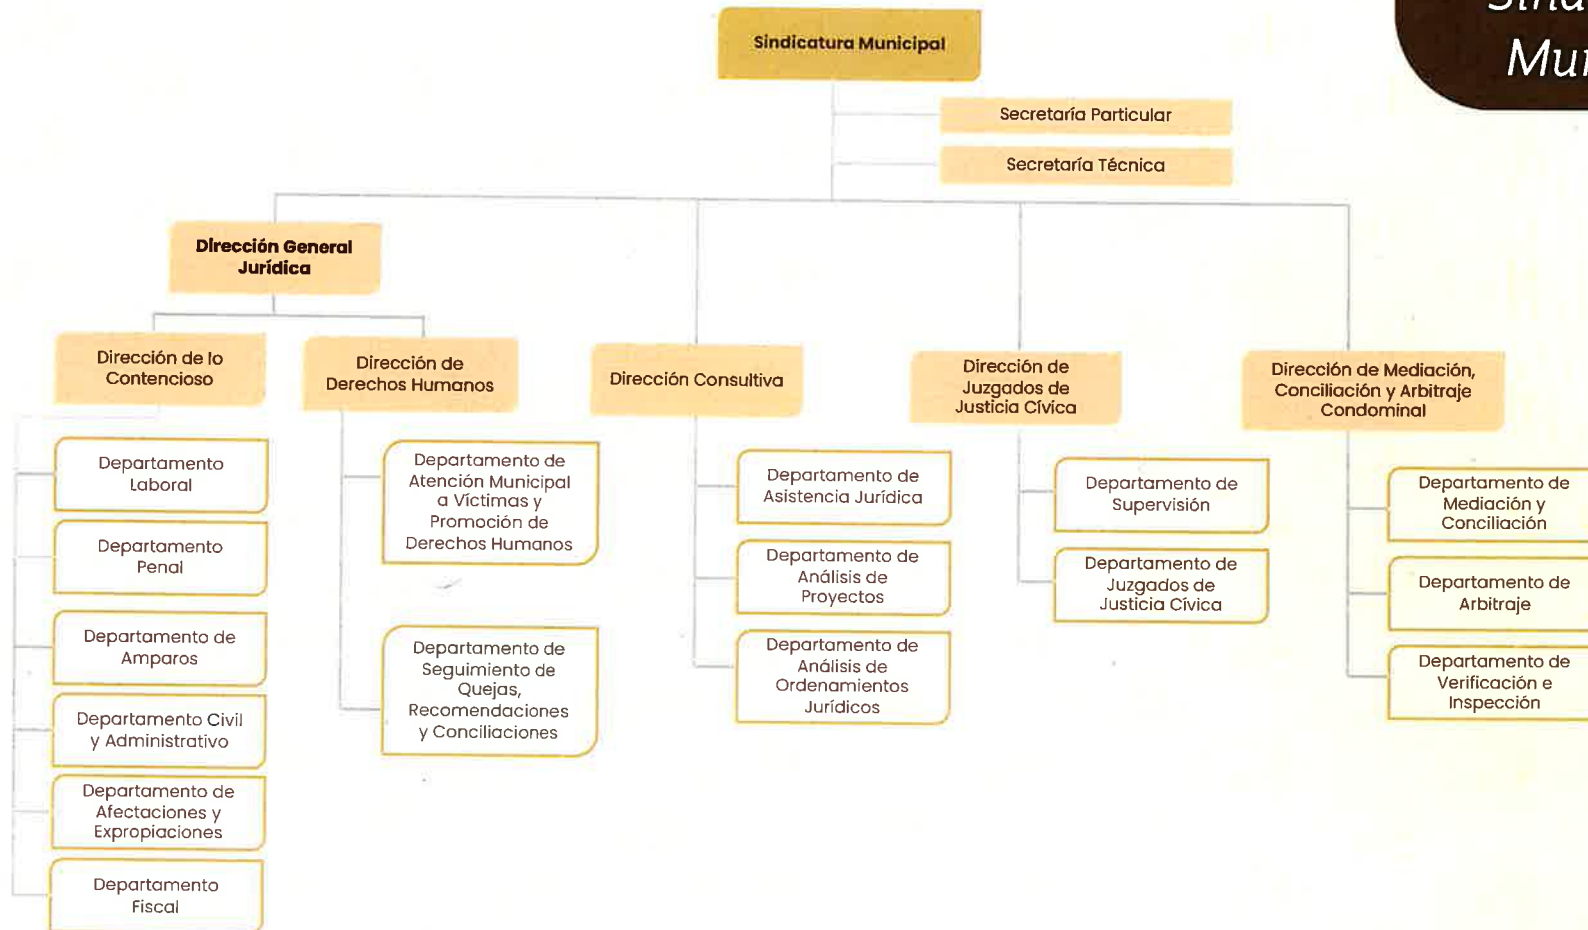 Sindicatura Municipal
Secretaría Particular
Secretaría Técnica
Dirección General
Jurídica
Dirección de lo
Contencioso
Dirección de
Derechos Humanos
Dirección Consultiva
Dirección de
Juzgados de
Justicia Cívica
Dirección de Mediación,
Conciliación y Arbitraje
Condominal
Departamento
Laboral
Departamento
Penal
Departamento de
Amparos
Departamento Civil
y Administrativo
Departamento de
Afectaciones y
Expropiaciones
Departamento
Fiscal
Departamento de
Atención Municipal
a Víctimas y
Promoción de
Derechos Humanos
Departamento de
Seguimiento de
Quejas,
Recomendaciones
y Conciliaciones
Departamento de
Asistencia Jurídica
Departamento de
Análisis de
Proyectos
Departamento de
Análisis de
Ordenamientos
Jurídicos
Departamento de
Supervisión
Departamento de
Juzgados de
Justicia Cívica
Departamento de
Mediación y
Conciliación
Departamento de
Arbitraje
Departamento de
Verificación e
Inspección